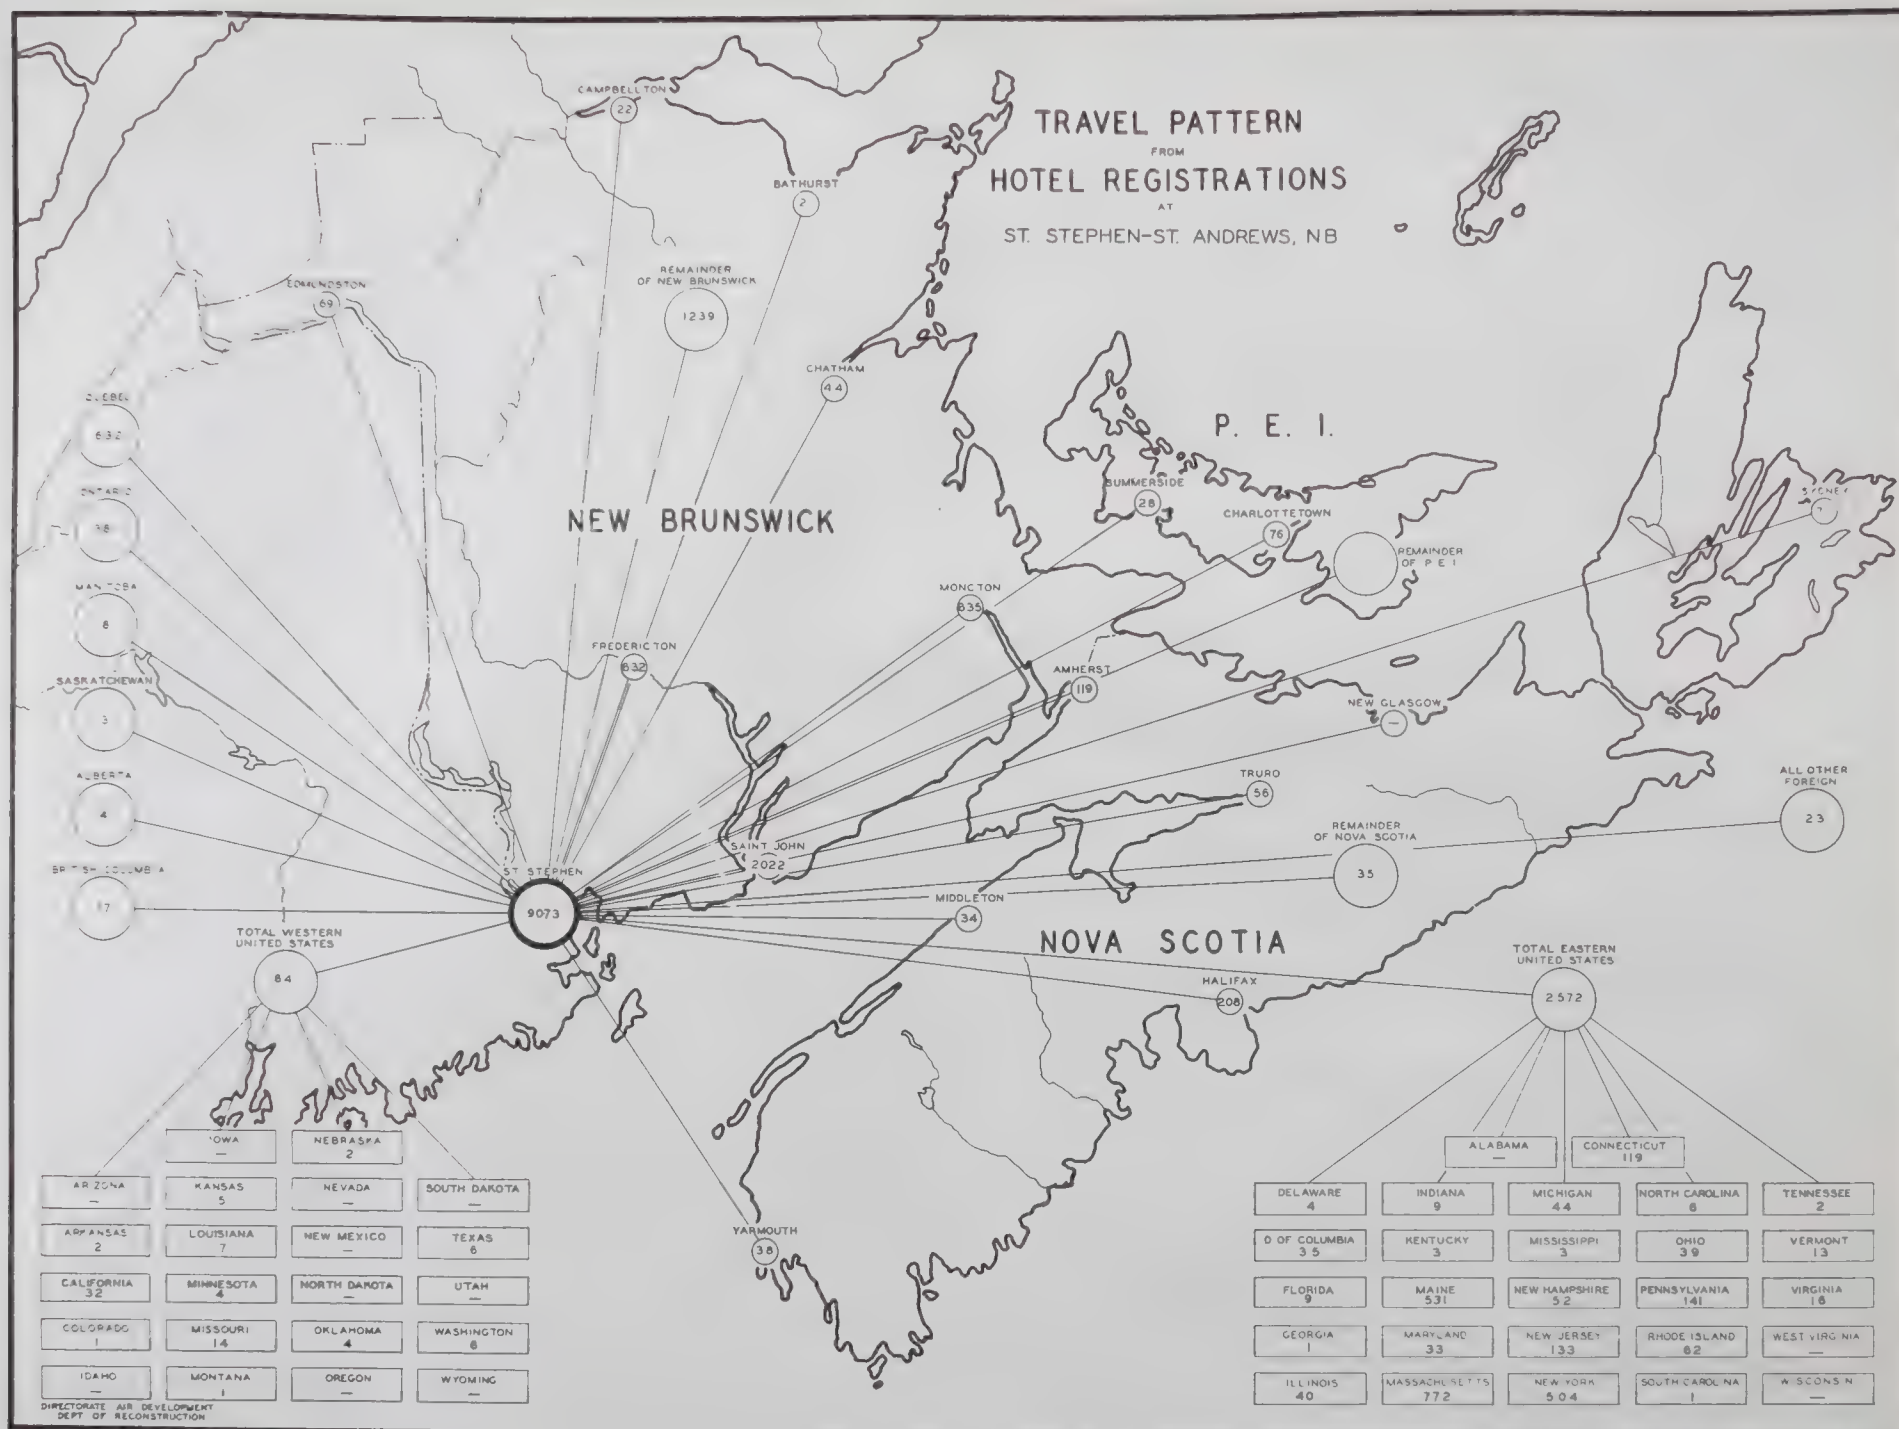 TRAVEL PATTERN
FROM
HOTEL REGISTRATIONS
AT
ST. STEPHEN-ST. ANDREWS, NB
CAMPBELLTON
22
BATHURST
2
EDMUNDSTON
69
REMAINDER
OF NEW BRUNSWICK
1239
CHATHAM
44
QUEBEC
632
ONTARIO
MANITOBA
8
SASKATCHEWAN
3
ALBERTA
4
BRITISH COLUMBIA
17
NEW BRUNSWICK
P. E. I.
SUMMERSIDE
28
CHARLOTTETOWN
76
REMAINDER
OF P E I
SYDNEY
MONCTON
835
FREDERICTON
832
AMHERST
119
NEW GLASGOW
—
TRURO
56
ALL OTHER
FOREIGN
23
REMAINDER
OF NOVA SCOTIA
35
SAINT JOHN
2022
ST STEPHEN
9073
MIDDLETON
34
NOVA SCOTIA
HALIFAX
208
YARMOUTH
38
TOTAL WESTERN
UNITED STATES
84
TOTAL EASTERN
UNITED STATES
2572
IOWA
—
NEBRASKA
2
ARIZONA
—
KANSAS
5
NEVADA
—
SOUTH DAKOTA
—
ARKANSAS
2
LOUISIANA
7
NEW MEXICO
—
TEXAS
6
CALIFORNIA
32
MINNESOTA
4
NORTH DAKOTA
—
UTAH
—
COLORADO
1
MISSOURI
14
OKLAHOMA
4
WASHINGTON
6
IDAHO
—
MONTANA
1
OREGON
—
WYOMING
—
DIRECTORATE AIR DEVELOPMENT
DEPT OF RECONSTRUCTION
ALABAMA
—
CONNECTICUT
119
DELAWARE
4
INDIANA
9
MICHIGAN
44
NORTH CAROLINA
6
TENNESSEE
2
D OF COLUMBIA
35
KENTUCKY
3
MISSISSIPPI
3
OHIO
39
VERMONT
13
FLORIDA
9
MAINE
531
NEW HAMPSHIRE
52
PENNSYLVANIA
141
VIRGINIA
16
GEORGIA
1
MARYLAND
33
NEW JERSEY
133
RHODE ISLAND
62
WEST VIRGINIA
—
ILLINOIS
40
MASSACHUSETTS
772
NEW YORK
504
SOUTH CAROLINA
1
WISCONSIN
—